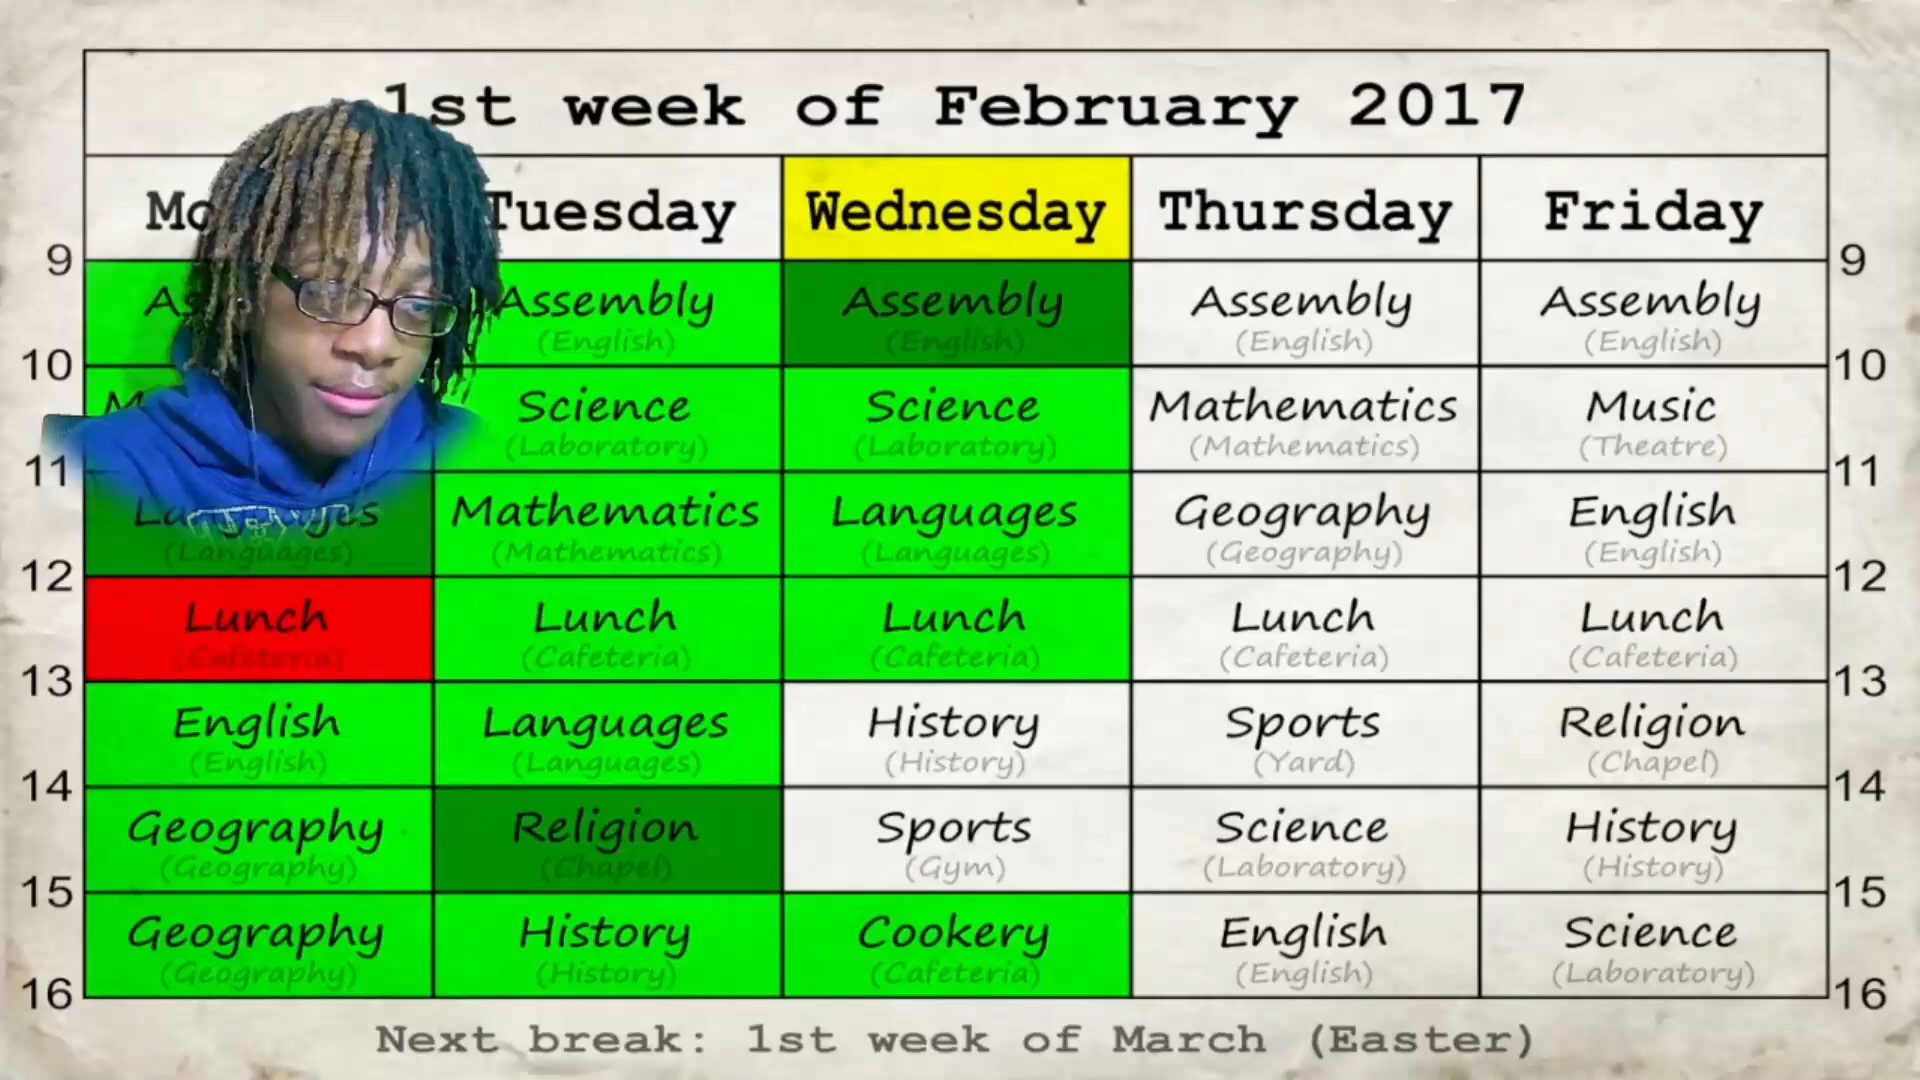 1st week of February 2017
Tuesday Wednesday Thursday Friday
9 9
Assembly Assembly Assembly Assembly
(English) (English) (English) (English)
10 10
Science Science Mathematics Music
(Laboratory) (Laboratory) (Mathematics) (Theatre)
11 11
Languages Mathematics Languages Geography English
(Languages) (Mathematics) (Languages) (Geography) (English)
12 12
Lunch Lunch Lunch Lunch Lunch
(Cafeteria) (Cafeteria) (Cafeteria) (Cafeteria) (Cafeteria)
13 13
English Languages History Sports Religion
(English) (Languages) (History) (Yard) (Chapel)
14 14
Geography Religion Sports Science History
(Geography) (Chapel) (Gym) (Laboratory) (History)
15 15
Geography History Cookery English Science
(Geography) (History) (Cafeteria) (English) (Laboratory)
16 16
Next break: 1st week of March (Easter)